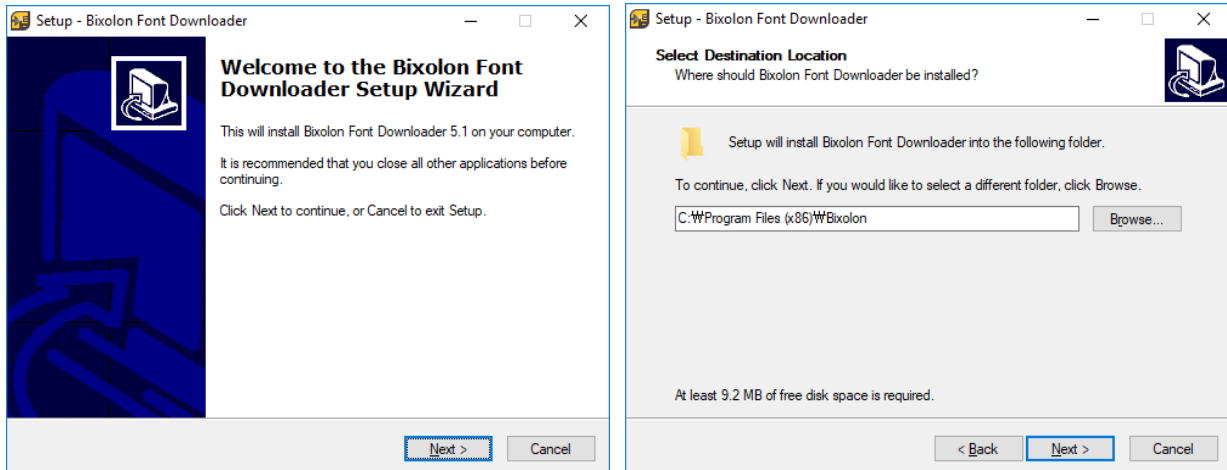 Setup - Bixolon Font Downloader
Welcome to the Bixolon Font
Downloader Setup Wizard
This will install Bixolon Font Downloader 5.1 on your computer.
It is recommended that you close all other applications before
continuing.
Click Next to continue, or Cancel to exit Setup.
Next >
Cancel
Setup - Bixolon Font Downloader
Select Destination Location
Where should Bixolon Font Downloader be installed?
Setup will install Bixolon Font Downloader into the following folder.
To continue, click Next. If you would like to select a different folder, click Browse.
C:₩Program Files (x86)₩Bixolon
Browse...
At least 9.2 MB of free disk space is required.
< Back
Next >
Cancel